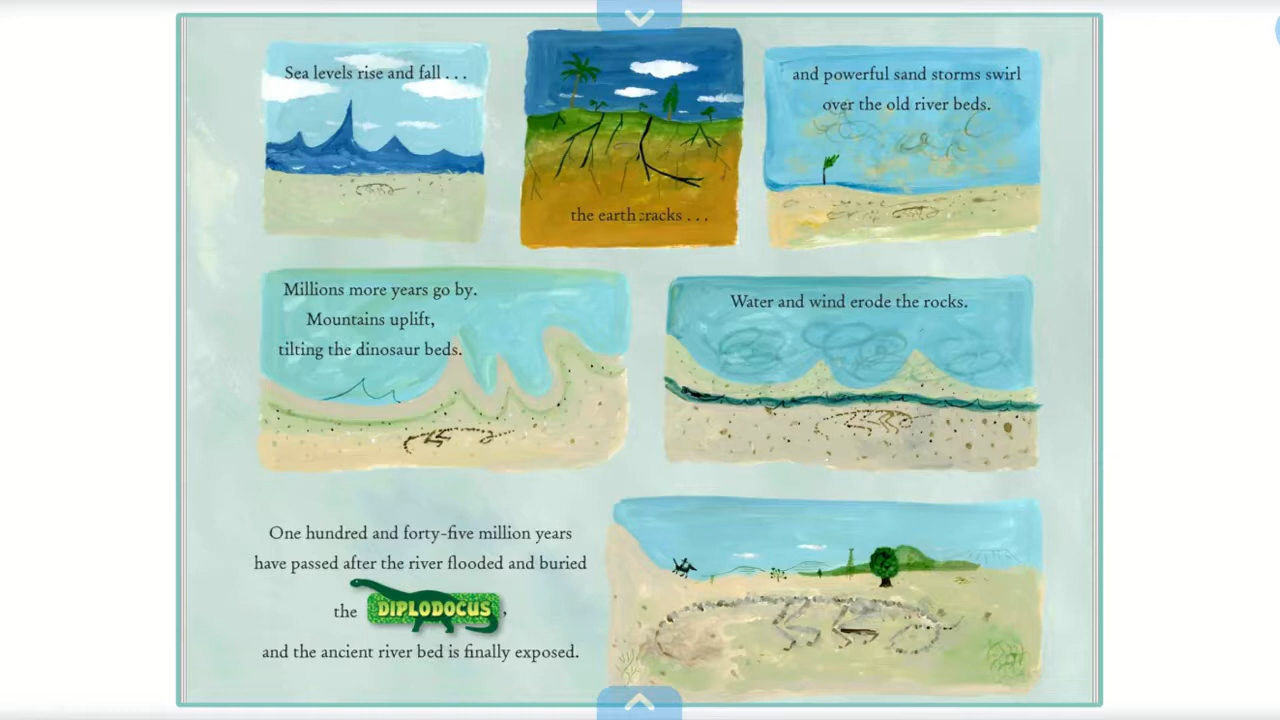 Sea levels rise and fall . . .
the earth cracks . . .
and powerful sand storms swirl
over the old river beds.
Millions more years go by.
Mountains uplift,
tilting the dinosaur beds.
Water and wind erode the rocks.
One hundred and forty-five million years
have passed after the river flooded and buried
the DIPLODOCUS,
and the ancient river bed is finally exposed.